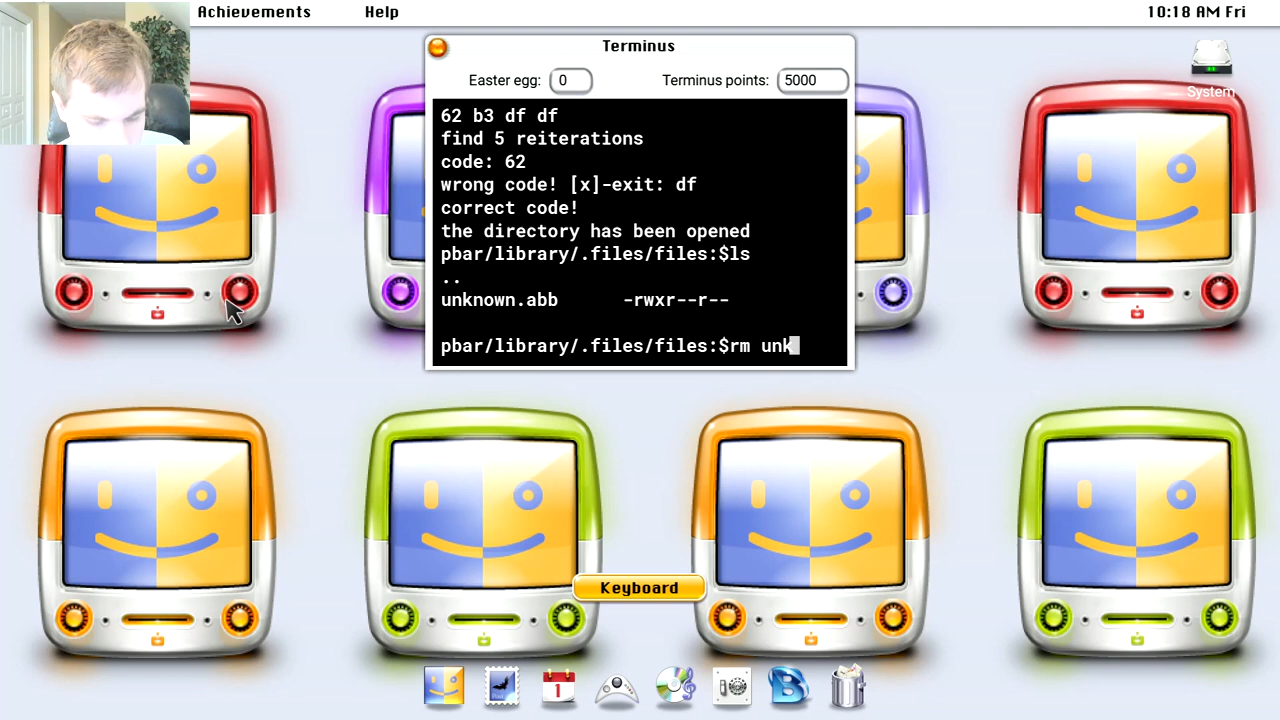 Achievements Help 10:18 AM Fri
Terminus
Easter egg: 0 Terminus points: 5000
System
62 b3 df df
find 5 reiterations
code: 62
wrong code! [x]-exit: df
correct code!
the directory has been opened
pbar/library/.files/files:$ls
..
unknown.abb -rwxr--r--
pbar/library/.files/files:$rm unk
Keyboard
1
B